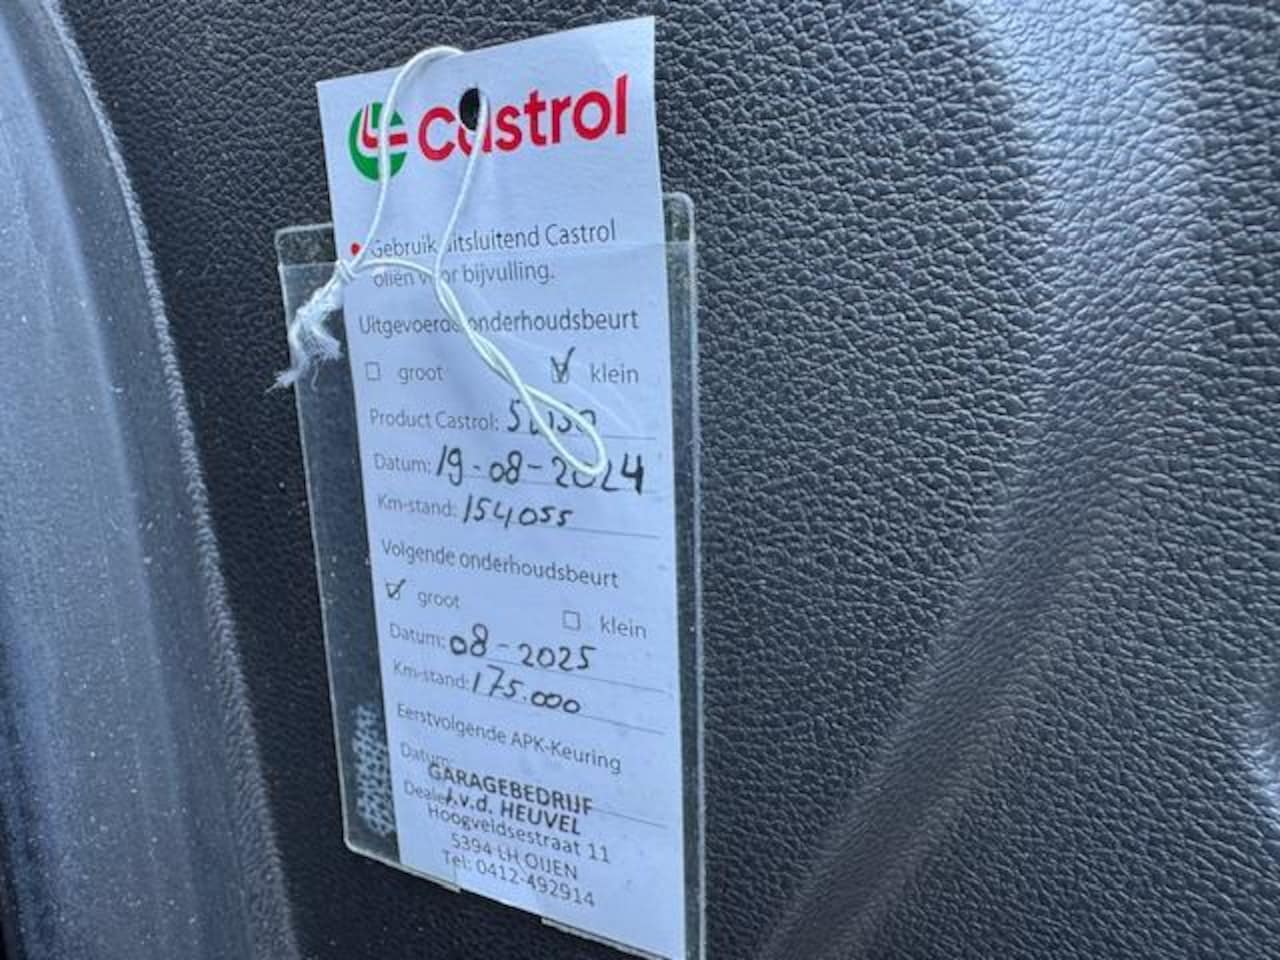 Castrol
Gebruik uitsluitend Castrol
oliën voor bijvulling.
Uitgevoerde onderhoudsbeurt
groot klein
Product Castrol:
Datum: 19-08-2024
Km-stand: 154,055
Volgende onderhoudsbeurt
groot klein
Datum: 08-2025
Km-stand: 175.000
Eerstvolgende APK-Keuring
Datum:
GARAGEBEDRIJF
Dealer: v.d. HEUVEL
Hoogveldsestraat 11
5394 LH OIJEN
Tel: 0412-492914